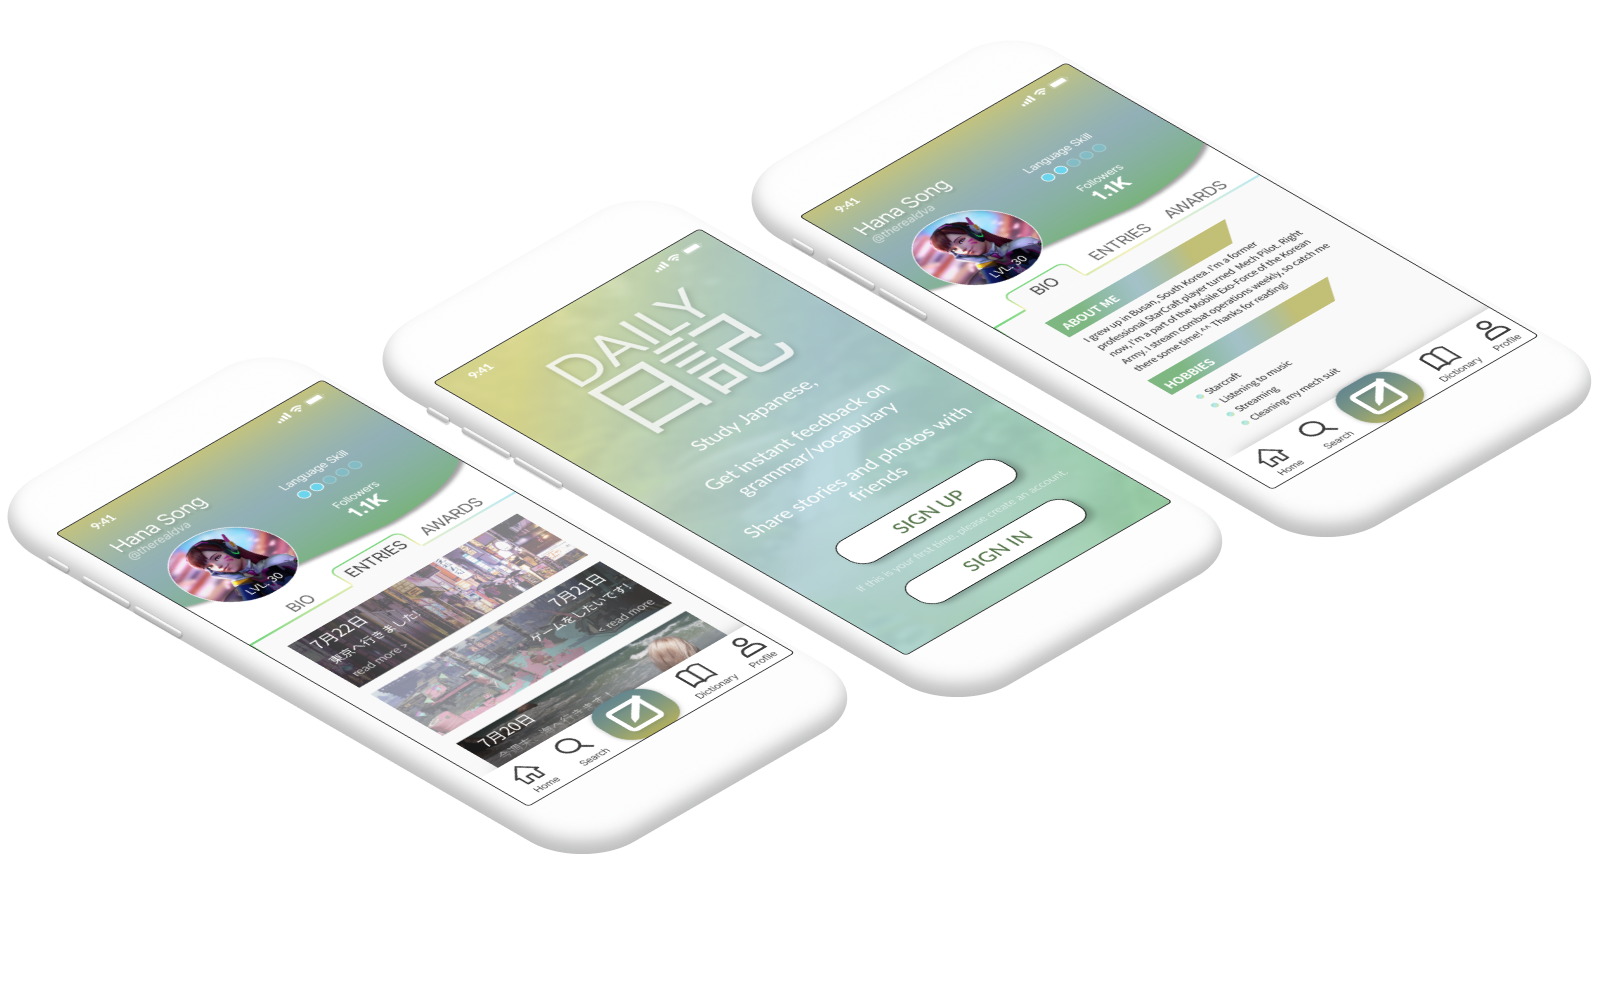 9:41
Hana Song
@therealdva
Language Skill
Followers
1.1K
LVL. 30
BIO
ENTRIES
AWARDS
7月22日
東京へ行きました!
read more >
7月21日
ゲームをしたいです!
< read more
7月20日
Home
Search
Dictionary
Profile
9:41
DAILY
日記
Study Japanese,
Get instant feedback on
grammar/vocabulary
Share stories and photos with
friends
SIGN UP
If this is your first time, please create an account.
SIGN IN
9:41
Hana Song
@therealdva
Language Skill
Followers
1.1K
LVL. 30
BIO
ENTRIES
AWARDS
ABOUT ME
I grew up in Busan, South Korea. I'm a former
professional StarCraft player turned Mech Pilot. Right
now, I'm a part of the Mobile Exo-Force of the Korean
Army. I stream combat operations weekly, so catch me
there some time! ^^ Thanks for reading!
HOBBIES
Starcraft
Listening to music
Streaming
Cleaning my mech suit
Home
Search
Dictionary
Profile